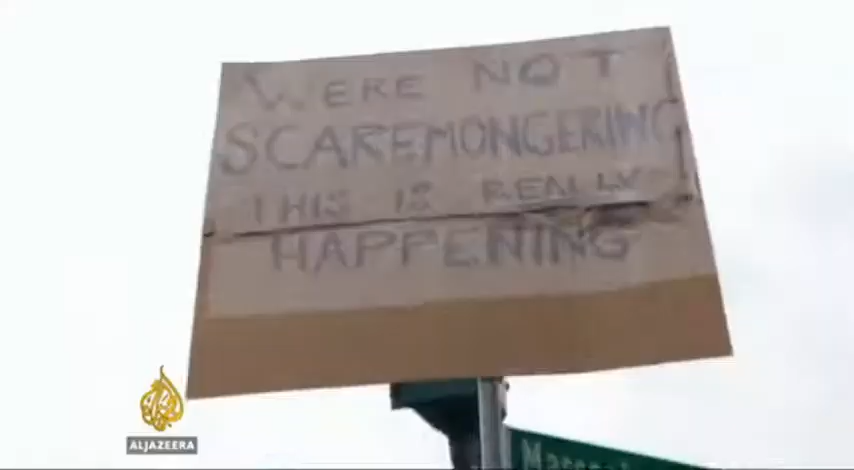 WERE NOT
SCAREMONGERING
THIS IS REALLY
HAPPENING
ALJAZEERA